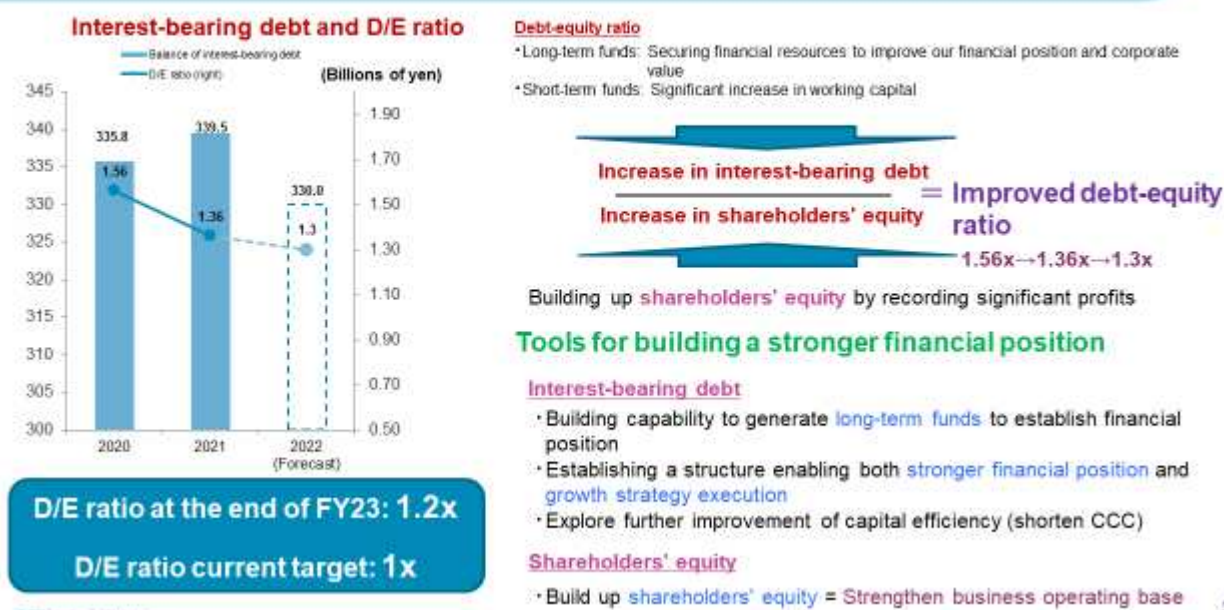 Interest-bearing debt and D/E ratio
Balance of interest-bearing debt
D/E ratio (right)
(Billions of yen)
345
340
335
330
325
320
315
310
305
300
335.8
339.5
330.0
1.56
1.36
1.3
1.90
1.70
1.50
1.30
1.10
0.90
0.70
0.50
2020
2021
2022
(Forecast)
D/E ratio at the end of FY23: 1.2x
D/E ratio current target: 1x
Debt-equity ratio
・Long-term funds: Securing financial resources to improve our financial position and corporate
value
・Short-term funds: Significant increase in working capital
Increase in interest-bearing debt
Increase in shareholders' equity
= Improved debt-equity
ratio
1.56x→1.36x→1.3x
Building up shareholders' equity by recording significant profits
Tools for building a stronger financial position
Interest-bearing debt
・Building capability to generate long-term funds to establish financial
position
・Establishing a structure enabling both stronger financial position and
growth strategy execution
・Explore further improvement of capital efficiency (shorten CCC)
Shareholders' equity
・Build up shareholders' equity = Strengthen business operating base